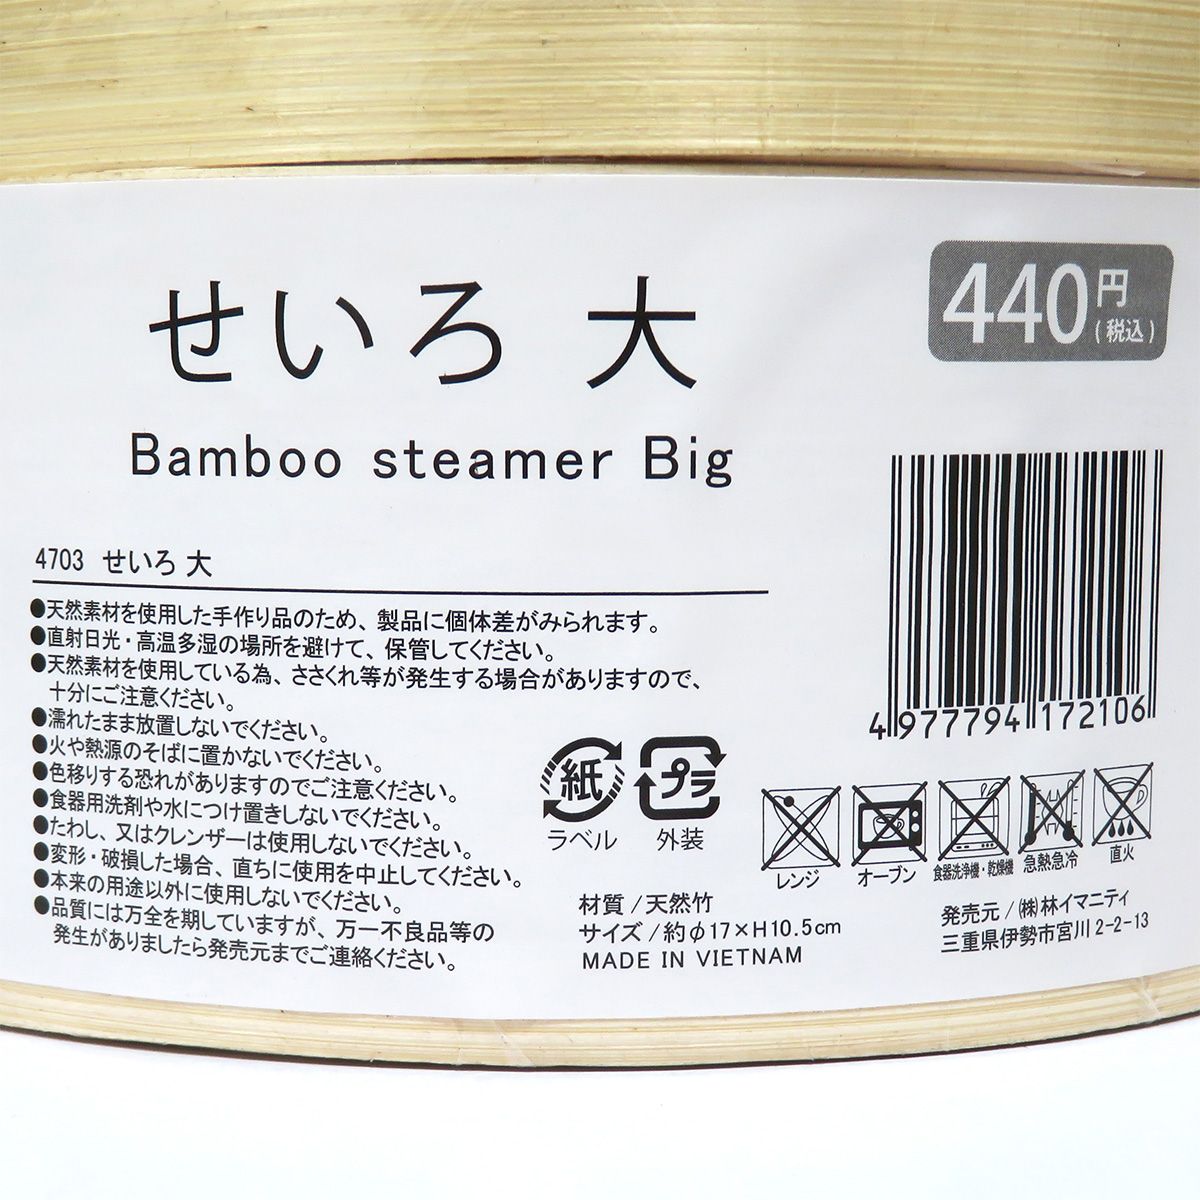 せいろ 大
440円
(税込)
Bamboo steamer Big
4703 せいろ 大
●天然素材を使用した手作り品のため、製品に個体差がみられます。
●直射日光・高温多湿の場所を避けて、保管してください。
●天然素材を使用している為、ささくれ等が発生する場合がありますので、
十分にご注意ください。
●濡れたまま放置しないでください。
●火や熱源のそばに置かないでください。
●色移りする恐れがありますのでご注意ください。
●食器用洗剤や水につけ置きしないでください。
●たわし、又はクレンザーは使用しないでください。
●変形・破損した場合、直ちに使用を中止してください。
●本来の用途以外に使用しないでください。
●品質には万全を期していますが、万一不良品等の
発生がありましたら発売元までご連絡ください。
紙
ラベル
プラ
外装
材質/天然竹
サイズ/約φ17×H10.5cm
MADE IN VIETNAM
4 977794 172106
レンジ
オーブン
食器洗浄機・乾燥機
急熱急冷
直火
発売元/(株)林イマニティ
三重県伊勢市宮川2-2-13